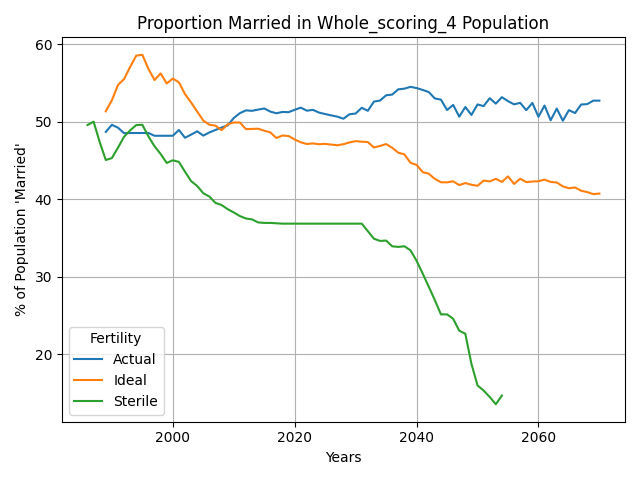 Proportion Married in Whole_scoring_4 Population
% of Population 'Married'
60
50
40
30
20
Fertility
Actual
Ideal
Sterile
2000
2020
2040
2060
Years